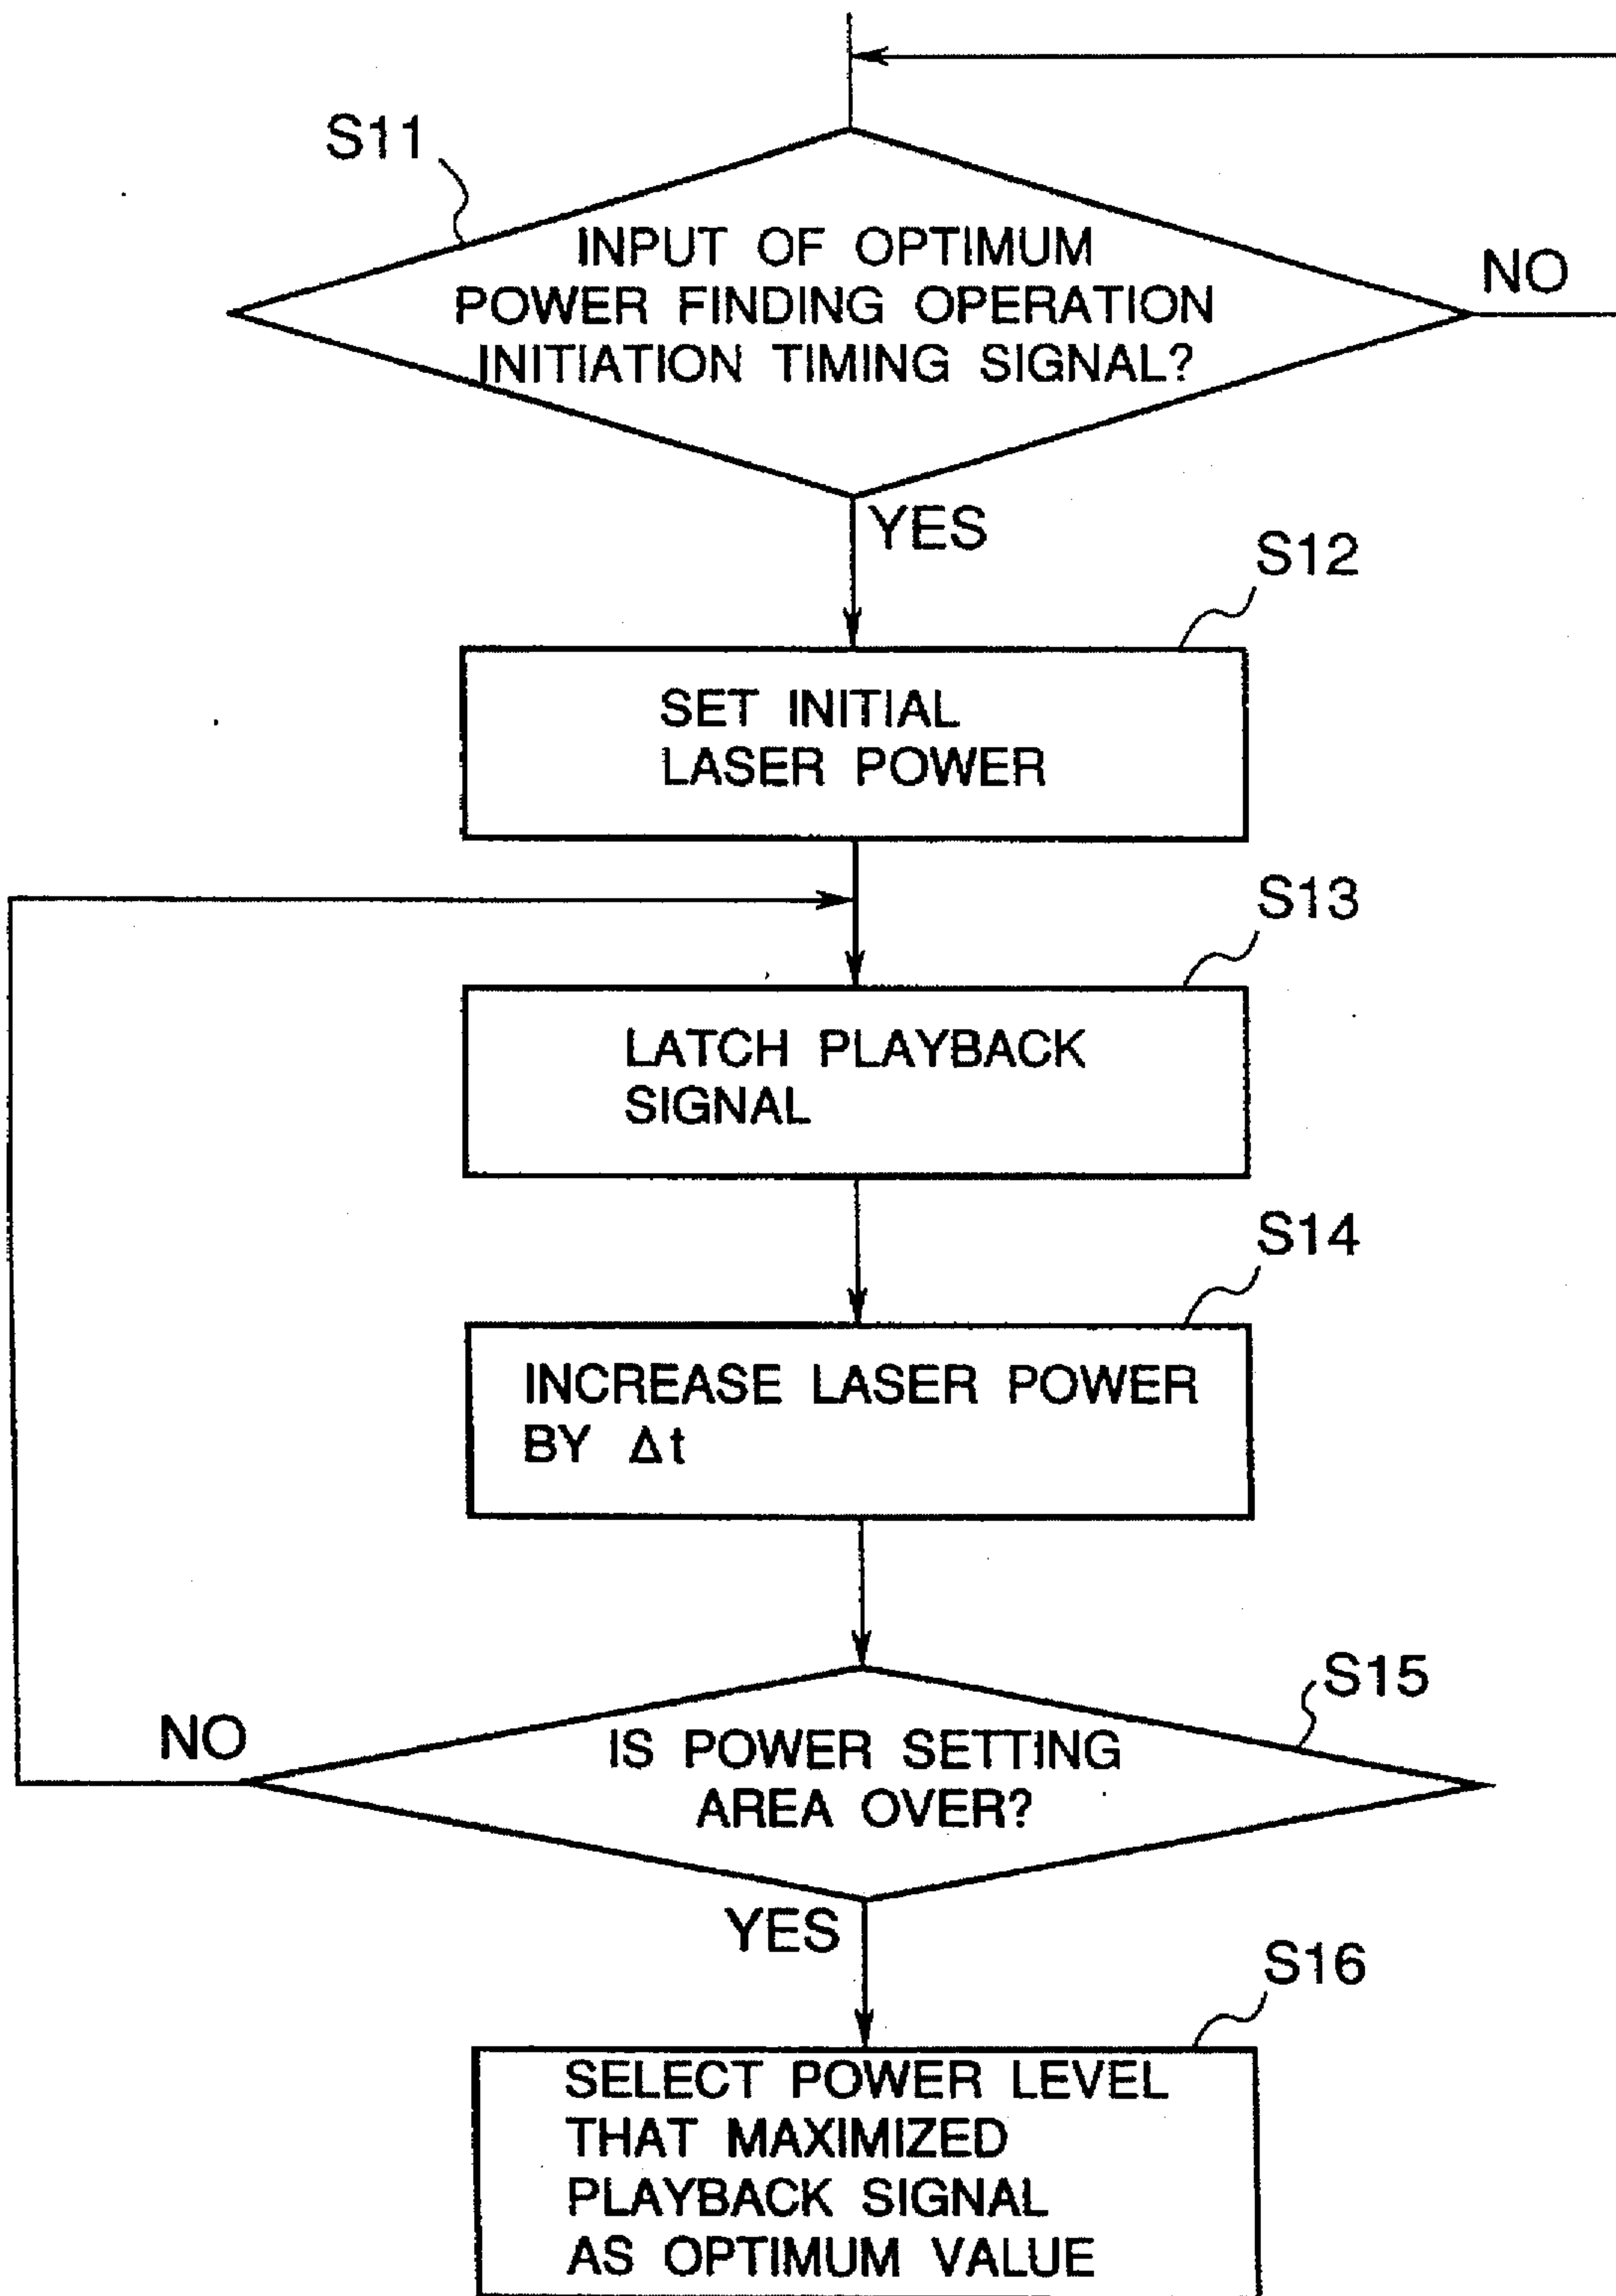 S11
INPUT OF OPTIMUM
POWER FINDING OPERATION
INITIATION TIMING SIGNAL?
NO
YES
S12
SET INITIAL
LASER POWER
S13
LATCH PLAYBACK
SIGNAL
S14
INCREASE LASER POWER
BY Δt
S15
NO
IS POWER SETTING
AREA OVER?
YES
S16
SELECT POWER LEVEL
THAT MAXIMIZED
PLAYBACK SIGNAL
AS OPTIMUM VALUE